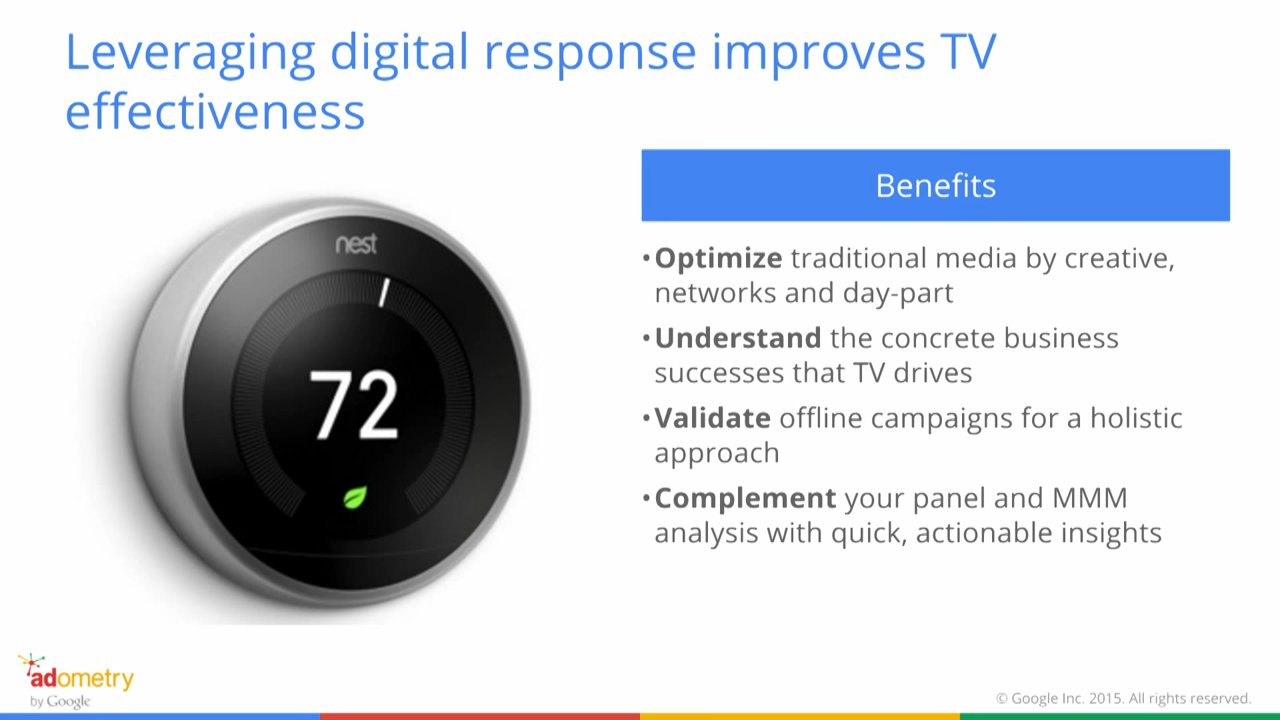 Leveraging digital response improves TV
effectiveness
Benefits
•Optimize traditional media by creative,
networks and day-part
•Understand the concrete business
successes that TV drives
•Validate offline campaigns for a holistic
approach
•Complement your panel and MMM
analysis with quick, actionable insights
nest
72
adometry
by Google
© Google Inc. 2015. All rights reserved.